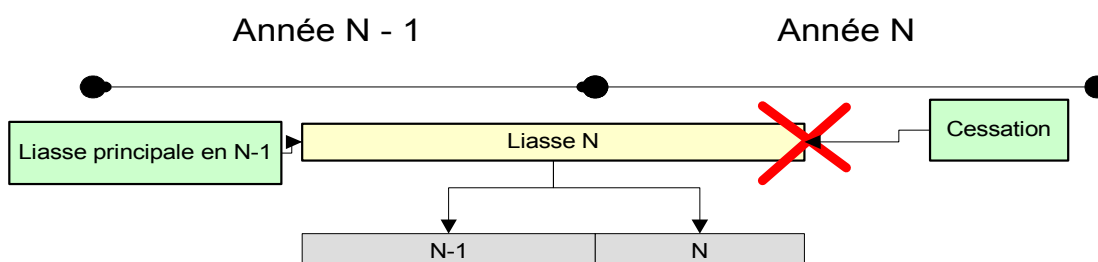 Année N - 1
Année N
Liasse principale en N-1
Liasse N
Cessation
N-1
N